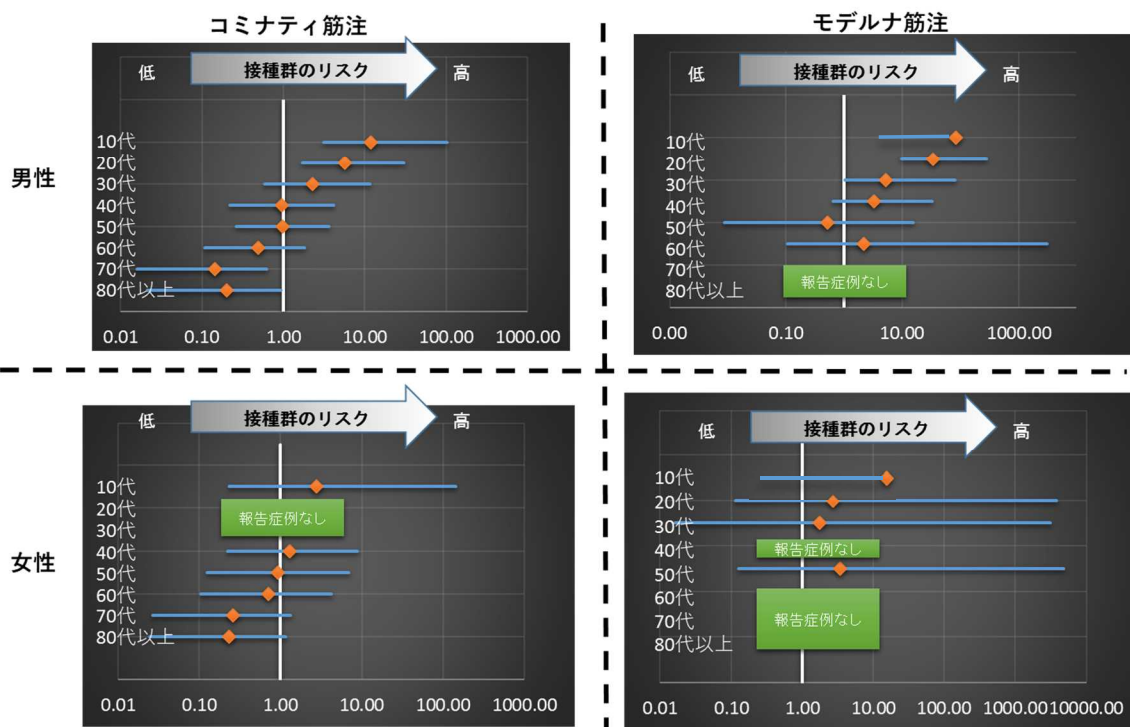 コミナティ筋注
モデルナ筋注
男性
低
接種群のリスク
高
10代
20代
30代
40代
50代
60代
70代
80代以上
0.01
0.10
1.00
10.00
100.00
1000.00
低
接種群のリスク
高
10代
20代
30代
40代
50代
60代
70代
80代以上
報告症例なし
0.00
0.10
10.00
1000.00
女性
低
接種群のリスク
高
10代
20代
30代
報告症例なし
40代
50代
60代
70代
80代以上
0.01
0.10
1.00
10.00
100.00
1000.00
低
接種群のリスク
高
10代
20代
30代
40代
報告症例なし
50代
60代
70代
報告症例なし
80代以上
0.01
0.10
1.00
10.00
100.00
1000.00
10000.00